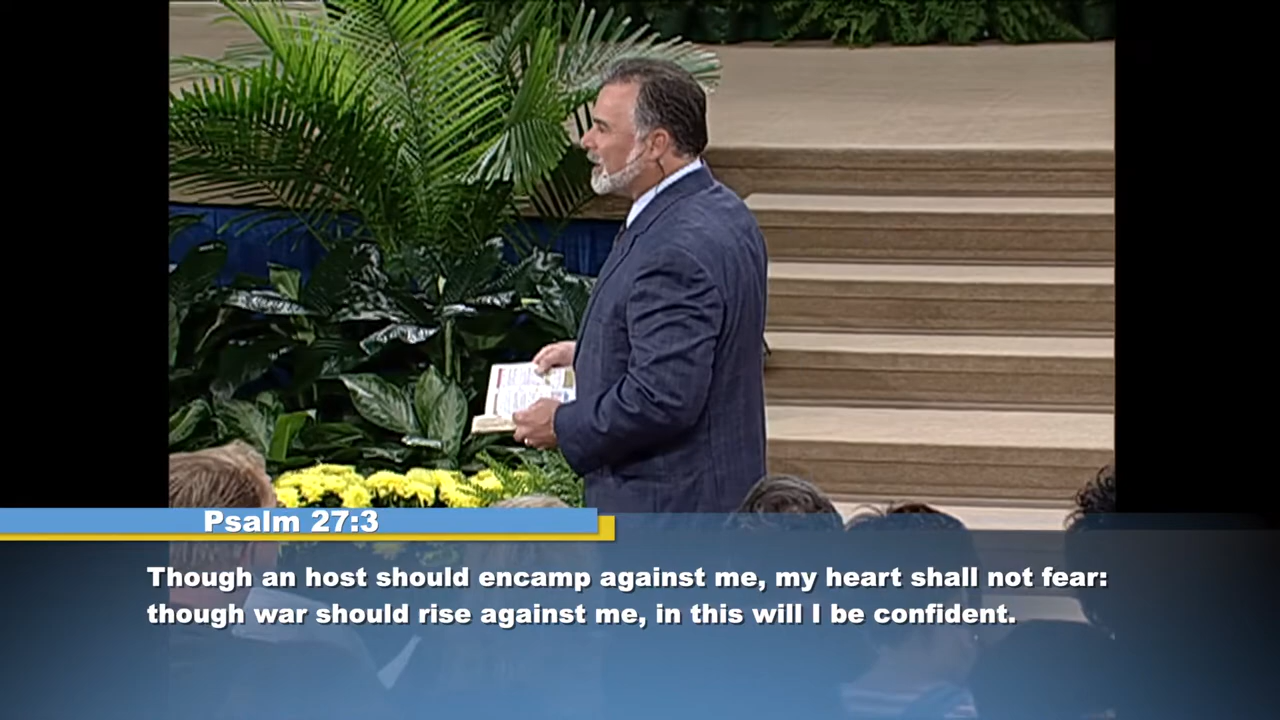 Psalm 27:3
Though an host should encamp against me, my heart shall not fear:
though war should rise against me, in this will I be confident.